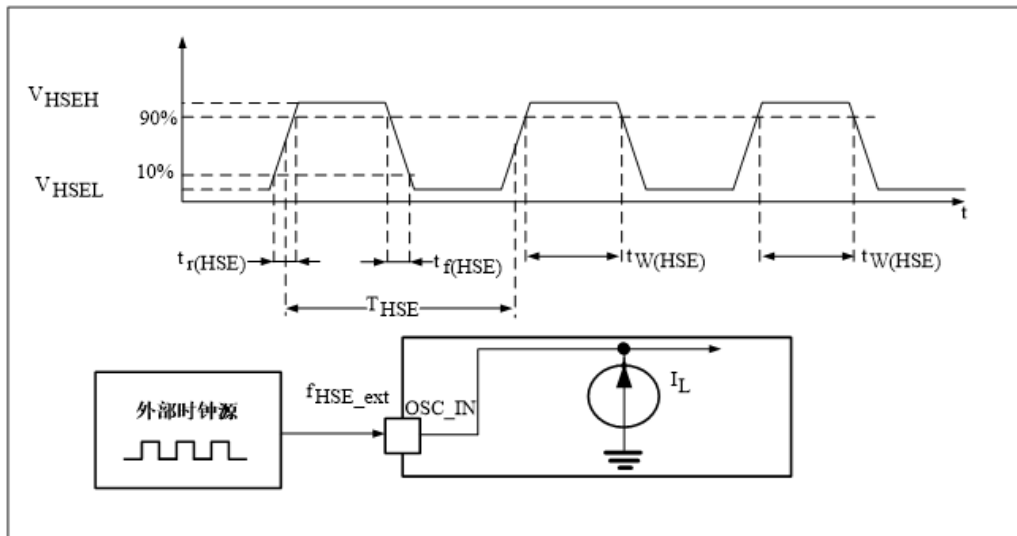 VHSEH
90%
10%
VHSEL
t
tr(HSE)
tf(HSE)
tW(HSE)
tW(HSE)
THSE
外部时钟源
fHSE_ext
OSC_IN
IL